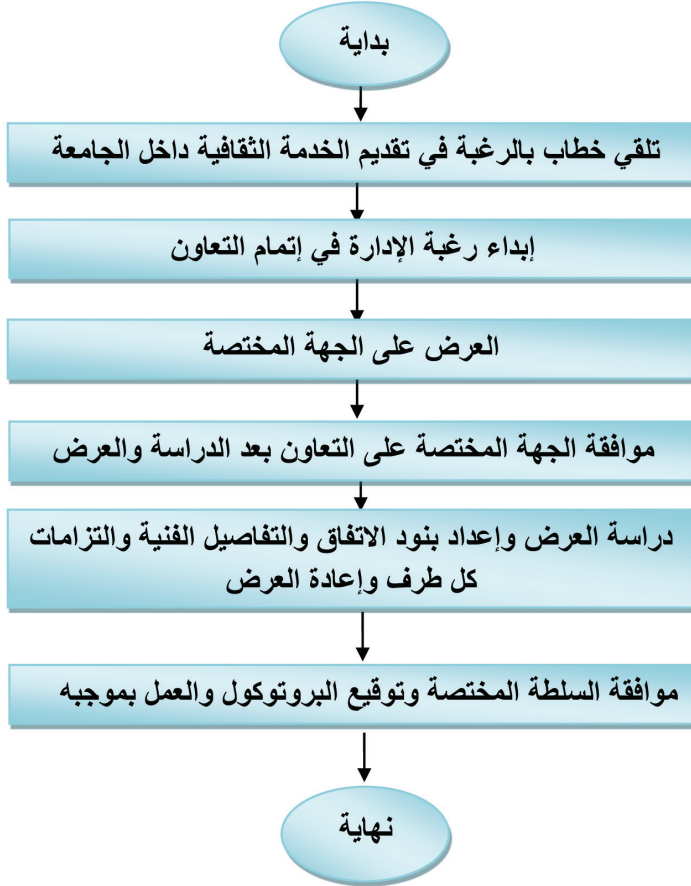 بداية
تلقي خطاب بالرغبة في تقديم الخدمة الثقافية داخل الجامعة
إبداء رغبة الإدارة في إتمام التعاون
العرض على الجهة المختصة
موافقة الجهة المختصة على التعاون بعد الدراسة والعرض
دراسة العرض وإعداد بنود الاتفاق والتفاصيل الفنية والتزامات
كل طرف وإعادة العرض
موافقة السلطة المختصة وتوقيع البروتوكول والعمل بموجبه
نهاية